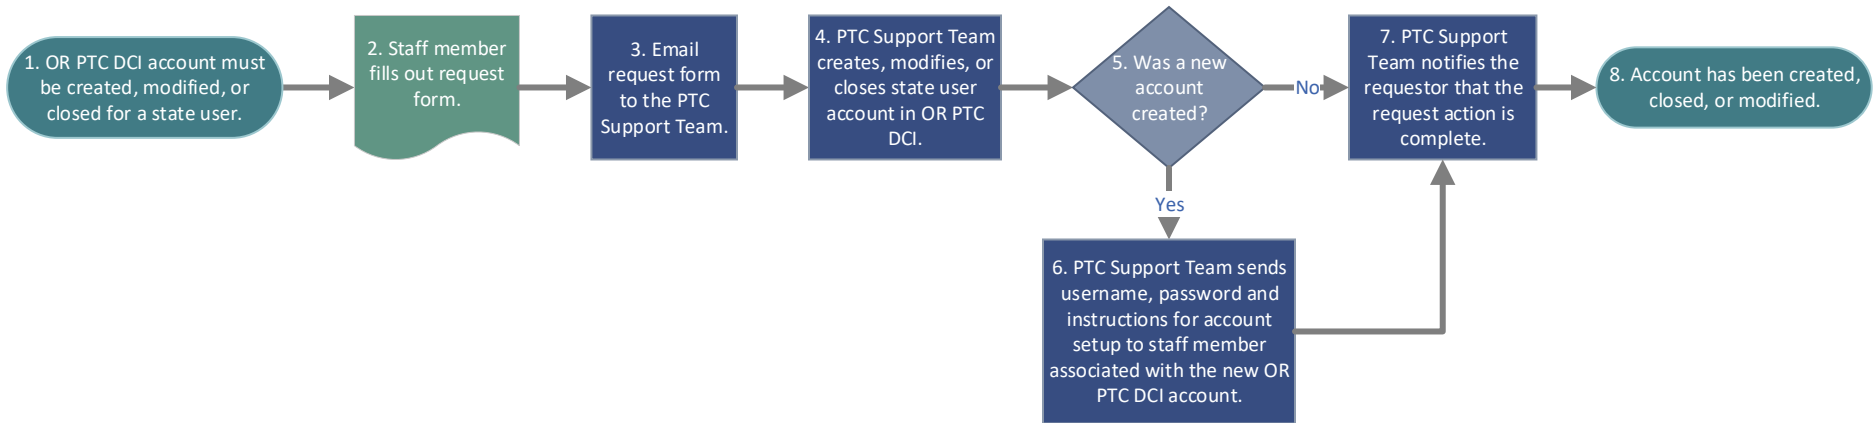 1. OR PTC DCI account must
be created, modified, or
closed for a state user.
2. Staff member
fills out request
form.
3. Email
request form
to the PTC
Support Team.
4. PTC Support Team
creates, modifies, or
closes state user
account in OR PTC
DCI.
5. Was a new
account
created?
No
Yes
6. PTC Support Team sends
username, password and
instructions for account
setup to staff member
associated with the new OR
PTC DCI account.
7. PTC Support
Team notifies the
requestor that the
request action is
complete.
8. Account has been created,
closed, or modified.